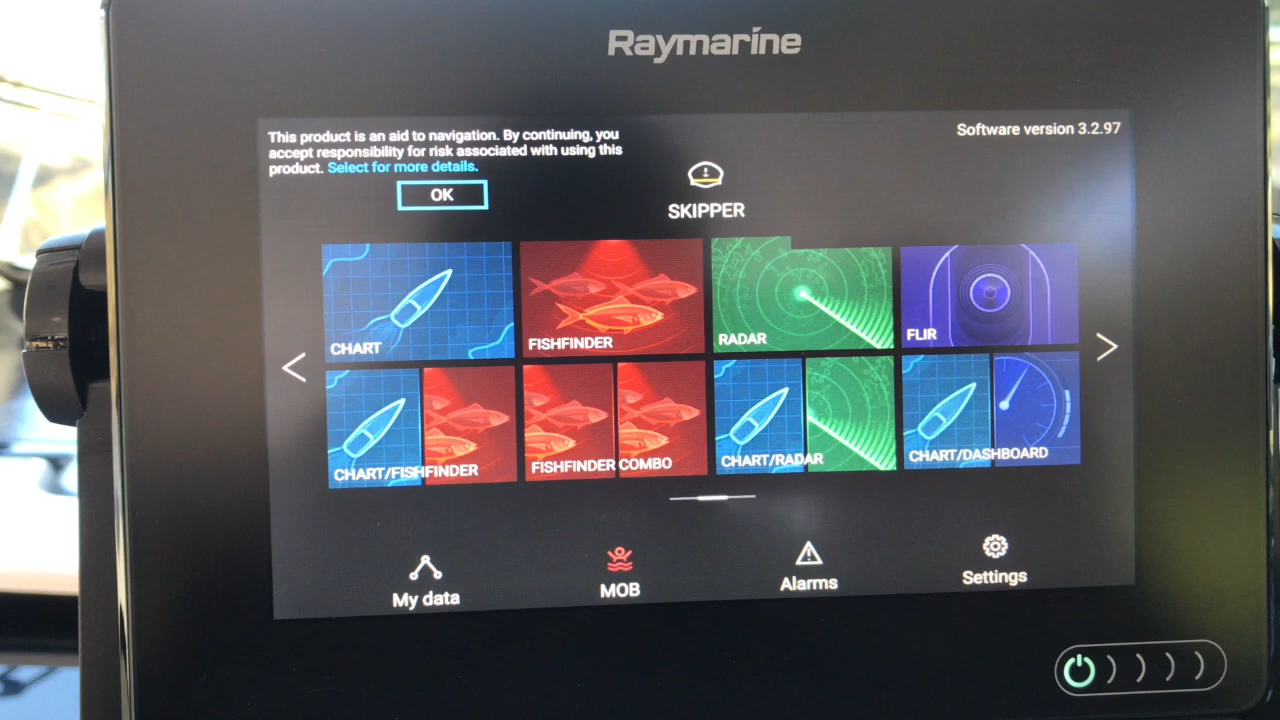 Raymarine
This product is an aid to navigation. By continuing, you
accept responsibility for risk associated with using this
product. Select for more details.
OK
Software version 3.2.97
SKIPPER
CHART
FISHFINDER
RADAR
FLIR
CHART/FISHFINDER
FISHFINDER COMBO
CHART/RADAR
CHART/DASHBOARD
My data
MOB
Alarms
Settings